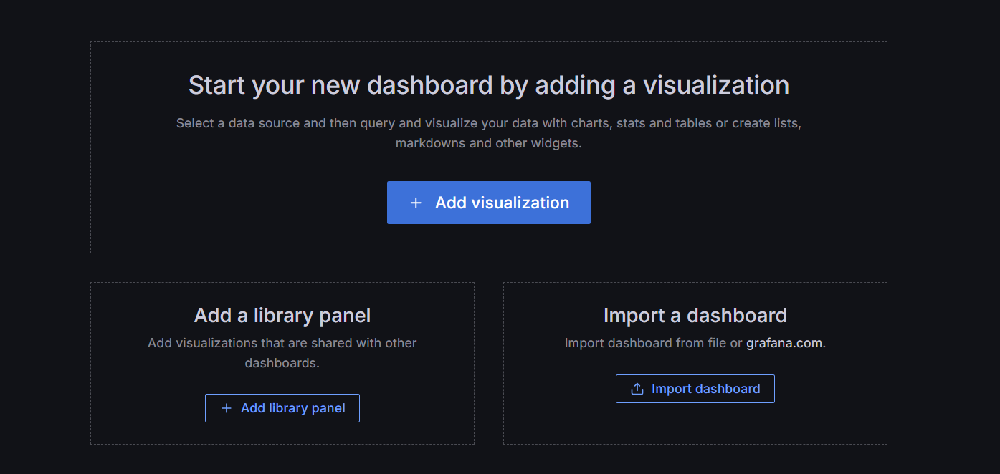 Start your new dashboard by adding a visualization
Select a data source and then query and visualize your data with charts, stats and tables or create lists,
markdowns and other widgets.
+ Add visualization
Add a library panel
Add visualizations that are shared with other
dashboards.
+ Add library panel
Import a dashboard
Import dashboard from file or grafana.com.
Import dashboard